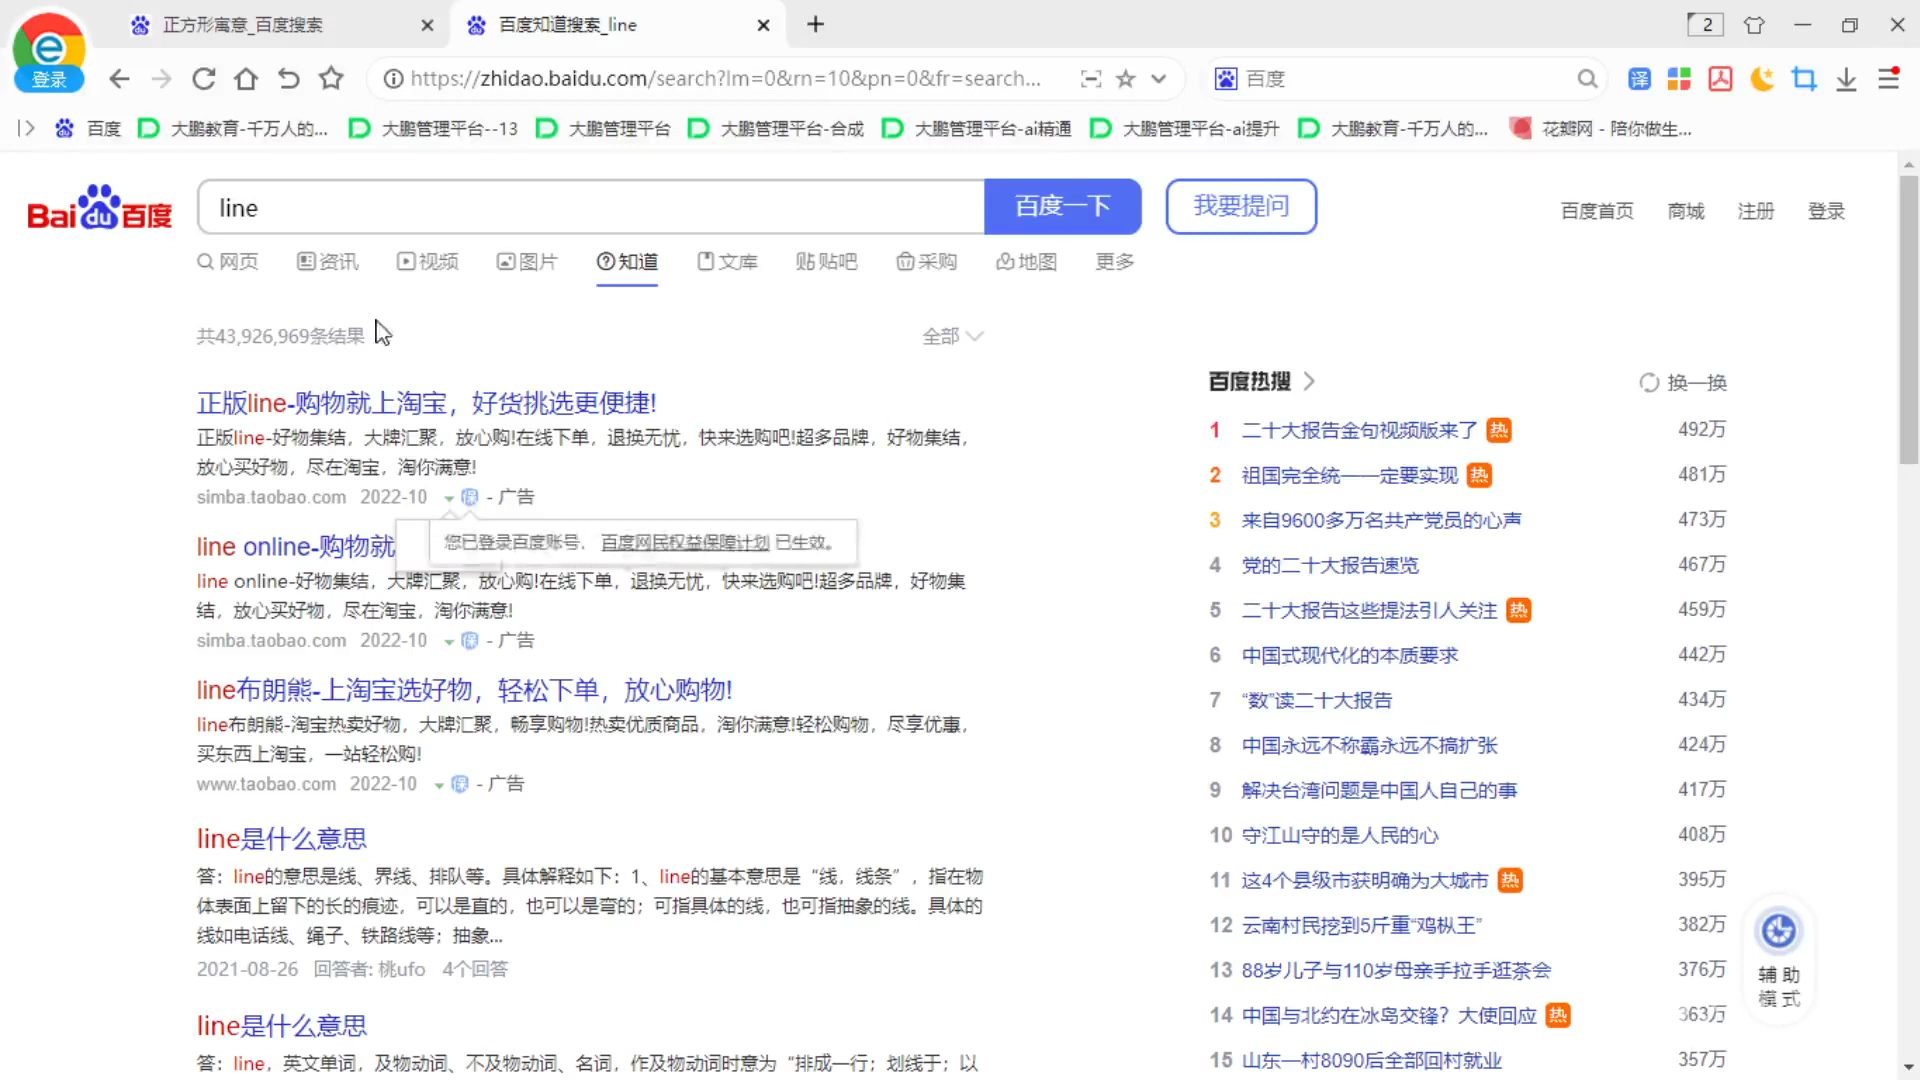 正方形寓意_百度搜索
百度知道搜索_line
2
登录
https://zhidao.baidu.com/search?lm=0&rn=10&pn=0&fr=search...
百度
译
百度
大鹏教育-千万人的...
大鹏管理平台--13
大鹏管理平台
大鹏管理平台-合成
大鹏管理平台-ai精通
大鹏管理平台-ai提升
大鹏教育-千万人的...
花瓣网 - 陪你做生...
Bai du 百度
line
百度一下
我要提问
百度首页
商城
注册
登录
网页
资讯
视频
图片
知道
文库
贴吧
采购
地图
更多
共43,926,969条结果
全部
正版line-购物就上淘宝，好货挑选更便捷!
正版line-好物集结，大牌汇聚，放心购!在线下单，退换无忧，快来选购吧!超多品牌，好物集结，
放心买好物，尽在淘宝，淘你满意!
simba.taobao.com 2022-10 保 - 广告
line online-购物就
您已登录百度账号， 百度网民权益保障计划 已生效。
line online-好物集结，大牌汇聚，放心购!在线下单，退换无忧，快来选购吧!超多品牌，好物集
结，放心买好物，尽在淘宝，淘你满意!
simba.taobao.com 2022-10 保 - 广告
line布朗熊-上淘宝选好物，轻松下单，放心购物!
line布朗熊-淘宝热卖好物，大牌汇聚，畅享购物!热卖优质商品，淘你满意!轻松购物，尽享优惠，
买东西上淘宝，一站轻松购!
www.taobao.com 2022-10 保 - 广告
line是什么意思
答：line的意思是线、界线、排队等。具体解释如下：1、line的基本意思是“线，线条”，指在物
体表面上留下的长的痕迹，可以是直的，也可以是弯的；可指具体的线，也可指抽象的线。具体的
线如电话线、绳子、铁路线等；抽象...
2021-08-26 回答者: 桃ufo 4个回答
line是什么意思
答：line，英文单词，及物动词、不及物动词、名词，作及物动词时意为“排成一行；划线于；以
百度热搜
换一换
1 二十大报告金句视频版来了 热 492万
2 祖国完全统一一定要实现 热 481万
3 来自9600多万名共产党员的心声 473万
4 党的二十大报告速览 467万
5 二十大报告这些提法引人关注 热 459万
6 中国式现代化的本质要求 442万
7 “数”读二十大报告 434万
8 中国永远不称霸永远不搞扩张 424万
9 解决台湾问题是中国人自己的事 417万
10 守江山守的是人民的心 408万
11 这4个县级市获明确为大城市 热 395万
12 云南村民挖到5斤重“鸡枞王” 382万
13 88岁儿子与110岁母亲手拉手逛茶会 376万
14 中国与北约在冰岛交锋？大使回应 热 363万
15 山东一村8090后全部回村就业 357万
辅助
模式